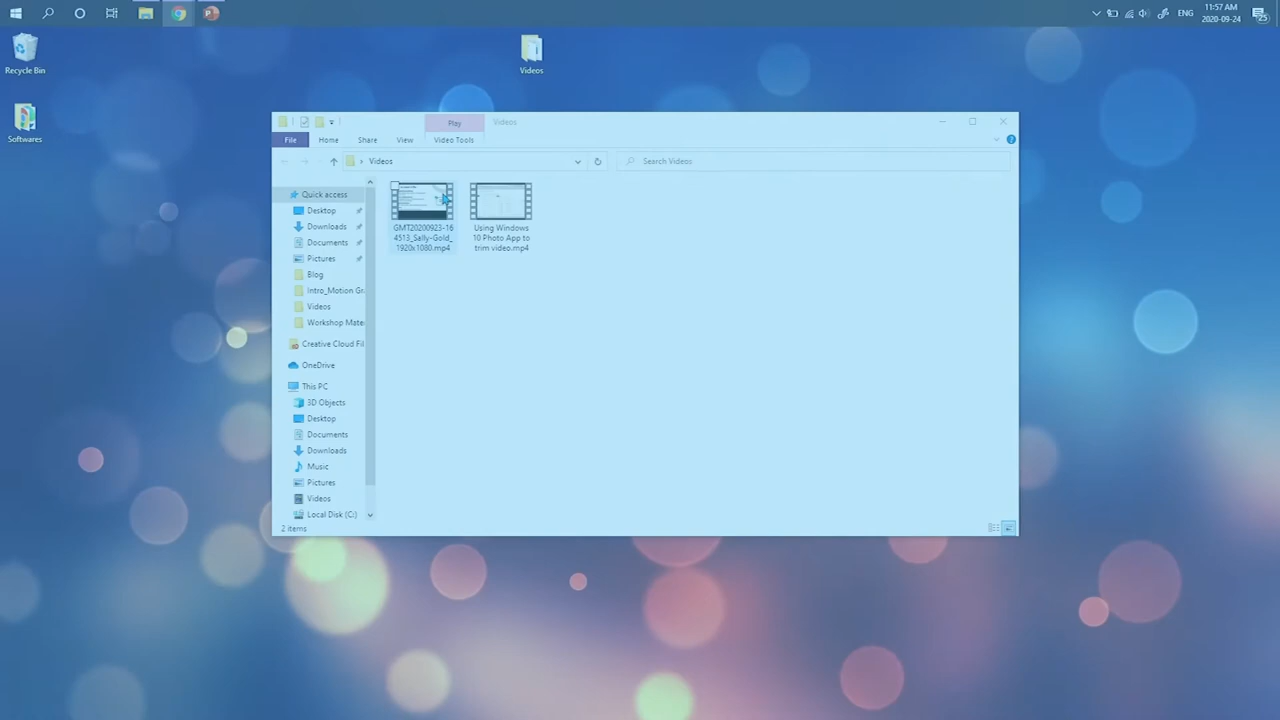 11:57 AM
ENG
2020-09-24
25
Recycle Bin
Videos
Softwares
Play
Videos
File
Home
Share
View
Video Tools
Videos
Search Videos
Quick access
Desktop
Downloads
Documents
Pictures
Blog
Intro_Motion Gr
Videos
Workshop Mate
Creative Cloud Fil
OneDrive
This PC
3D Objects
Desktop
Documents
Downloads
Music
Pictures
Videos
Local Disk (C:)
GMT20200923-16
4513_Sally-Gold_
1920x1080.mp4
Using Windows
10 Photo App to
trim video.mp4
2 items